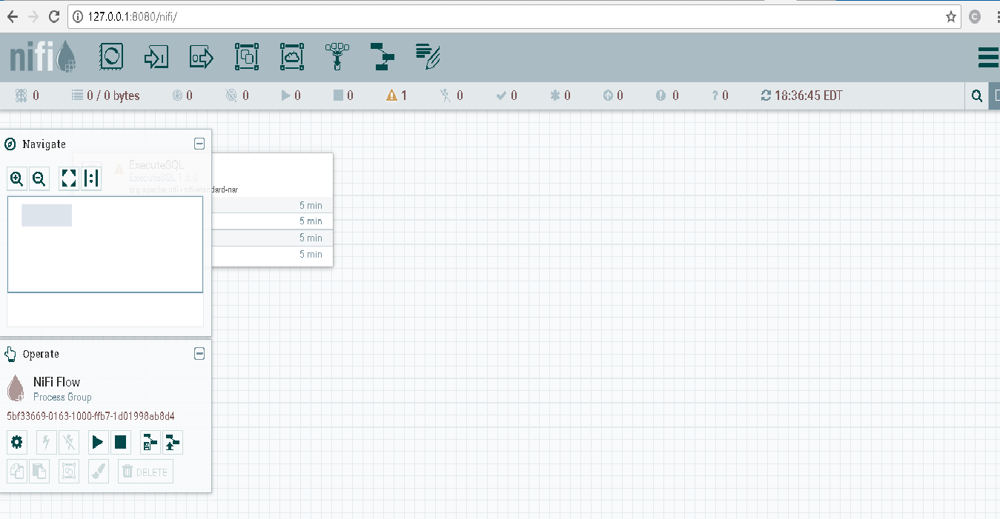 127.0.0.1:8080/nifi/
C
nifi
0 0 / 0 bytes 0 0 0 0 1 0 0 0 0 0 ? 0 18:36:45 EDT
Navigate
ExecuteSQL
ExecuteSQL 1.6.0
org.apache.nifi - nifi-standard-nar
5 min
5 min
5 min
5 min
Operate
NiFi Flow
Process Group
5bf33669-0163-1000-ffb7-1d01998ab8d4
DELETE